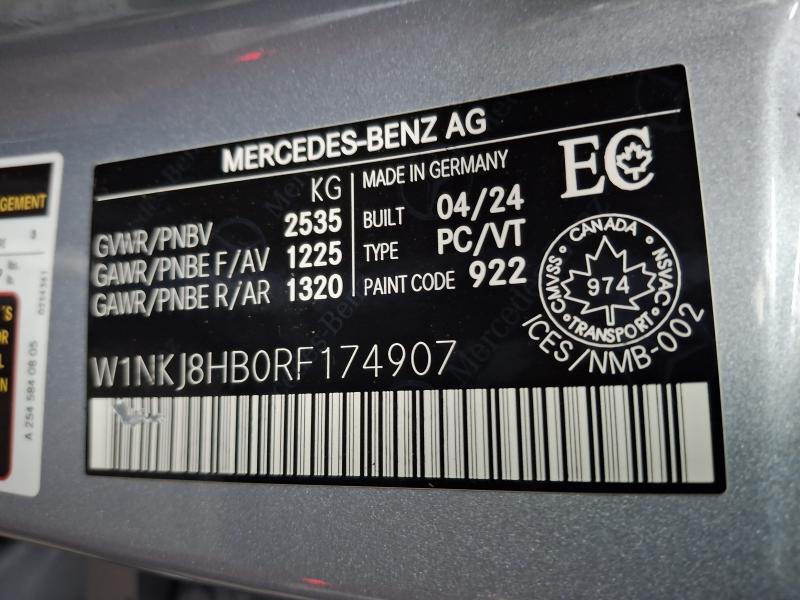 MERCEDES-BENZ AG
KG
GVWR/PNBV 2535
GAWR/PNBE F/AV 1225
GAWR/PNBE R/AR 1320
MADE IN GERMANY
BUILT 04/24
TYPE PC/VT
PAINT CODE 922
EC
CANADA
CMVSS 974 NSVAC
TRANSPORT
ICES/NMB-002
W1NKJ8HB0RF174907
GEMENT
A 254 584 08 05